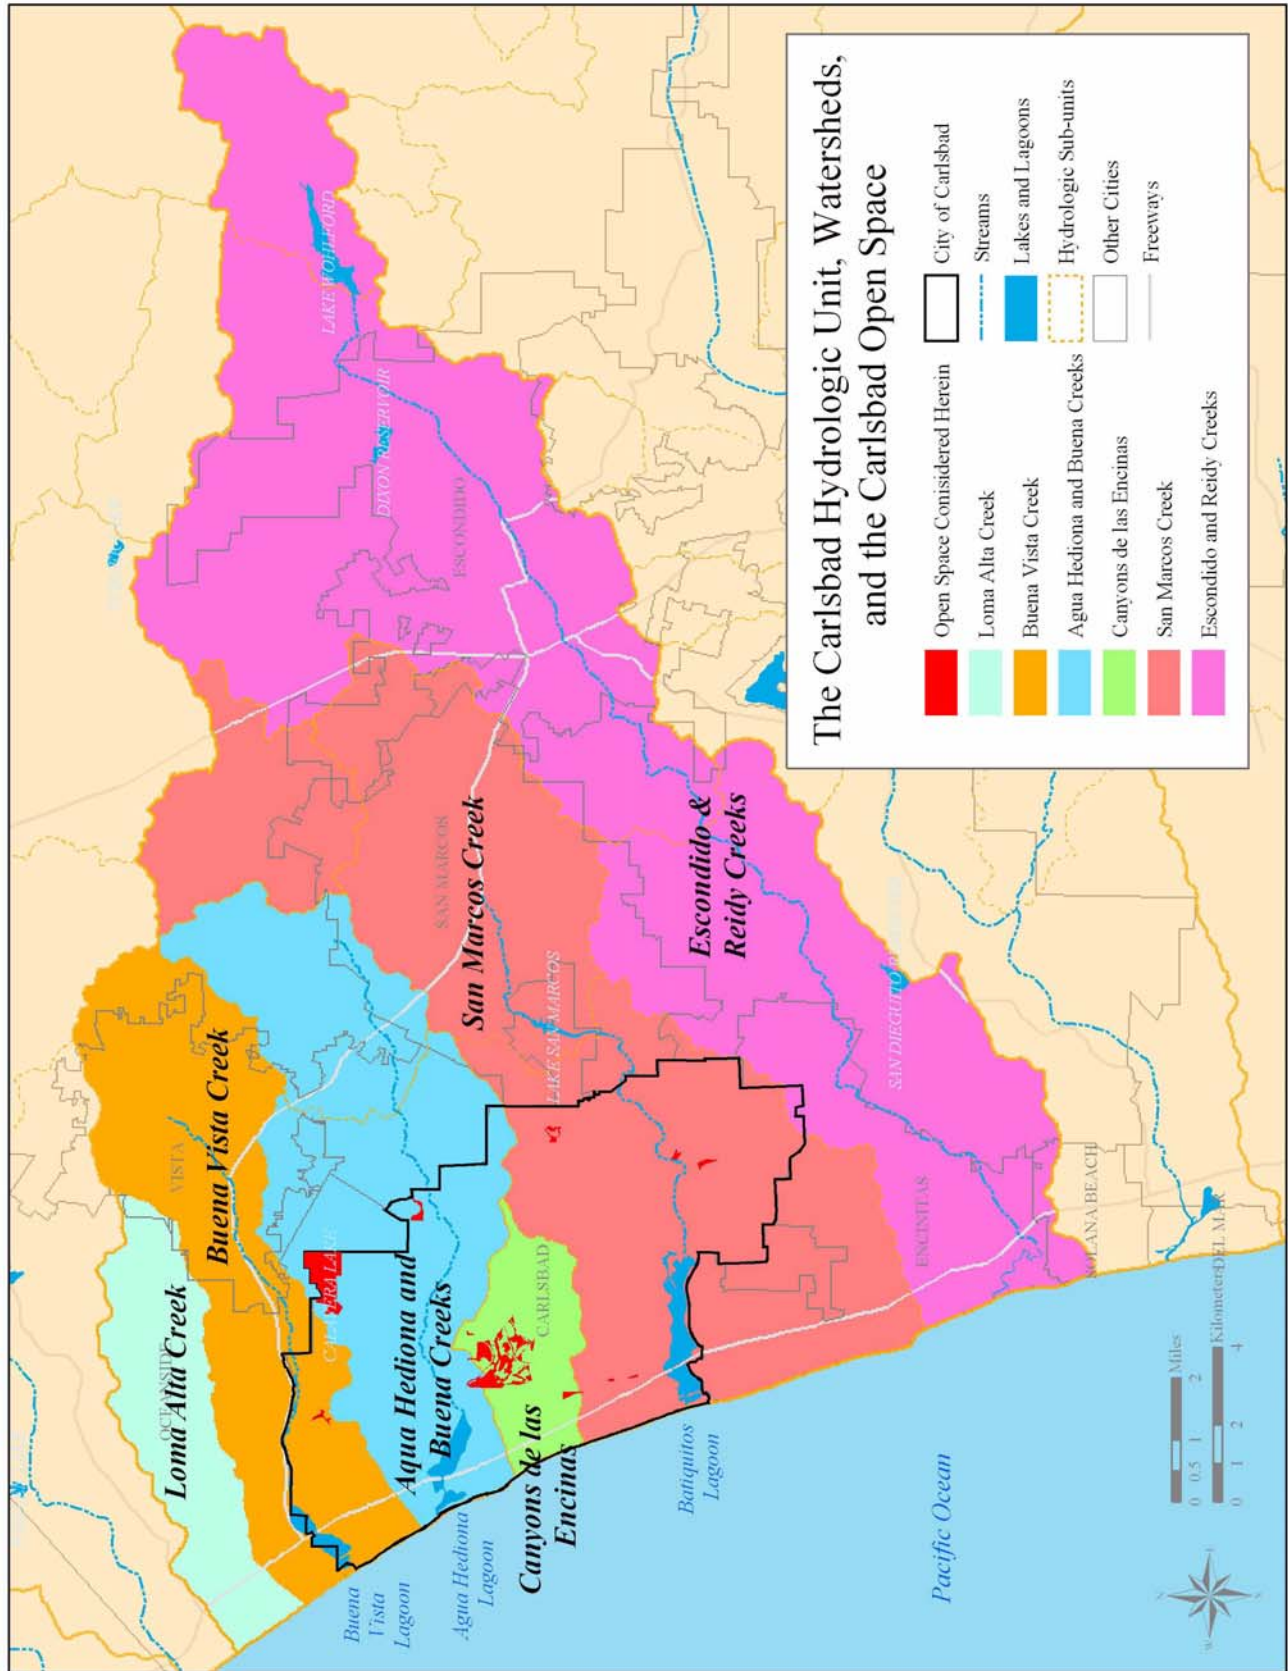 The Carlsbad Hydrologic Unit, Watersheds,
and the Carlsbad Open Space
Open Space Conisidered Herein
Loma Alta Creek
Buena Vista Creek
Agua Hediona and Buena Creeks
Canyons de las Encinas
San Marcos Creek
Escondido and Reidy Creeks
City of Carlsbad
Streams
Lakes and Lagoons
Hydrologic Sub-units
Other Cities
Freeways
OCEANSIDE
Loma Alta Creek
VISTA
Buena Vista Creek
CALAVERA LAKE
Aqua Hediona and
Buena Creeks
CARLSBAD
Canyons de las
Encinas
SAN MARCOS
San Marcos Creek
LAKE SAN MARCOS
Escondido &
Reidy Creeks
ESCONDIDO
DIXON RESERVOIR
LAKE WOHLFORD
SAN DIEGUITO
ENCINITAS
SOLANA BEACH
DEL MAR
Buena
Vista
Lagoon
Agua Hediona
Lagoon
Batiquitos
Lagoon
Pacific Ocean
0 0.5 1 2
Miles
Kilometers
0 1 2 4
N
W
E
S